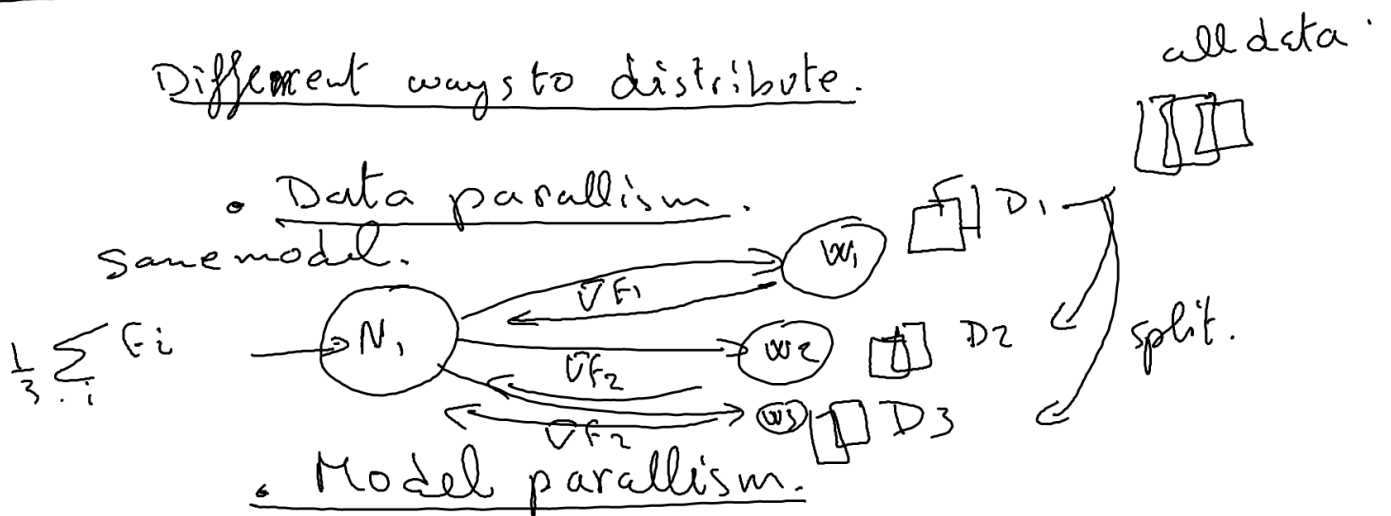 all data.
Different ways to distribute.
• Data parallism.
same model.
W1 D1
∇F1
1/3 Σi Fi N1 W2 D2 split.
∇F2
W3 D3
∇F2
• Model parallism.